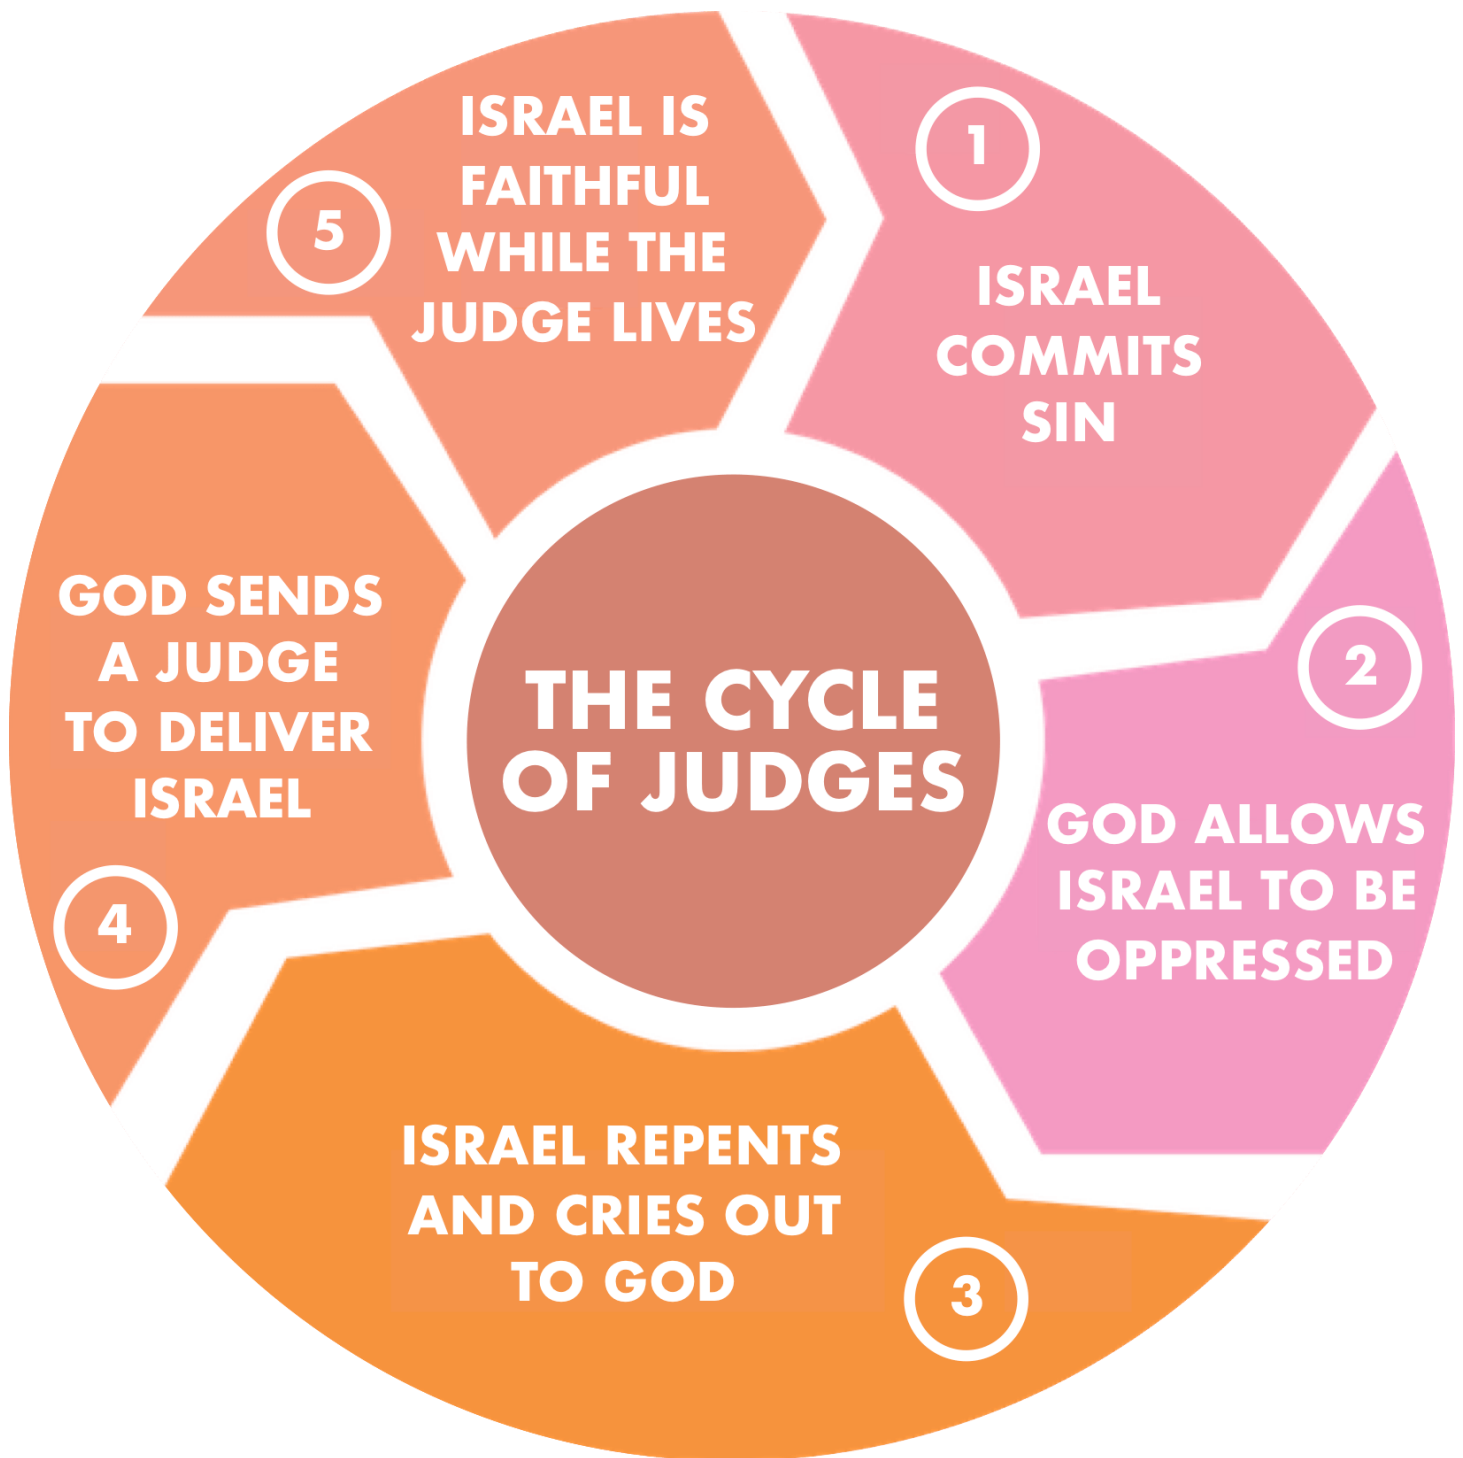 THE CYCLE
OF JUDGES
1
ISRAEL
COMMITS
SIN
2
GOD ALLOWS
ISRAEL TO BE
OPPRESSED
ISRAEL REPENTS
AND CRIES OUT
TO GOD
3
GOD SENDS
A JUDGE
TO DELIVER
ISRAEL
4
ISRAEL IS
FAITHFUL
WHILE THE
JUDGE LIVES
5